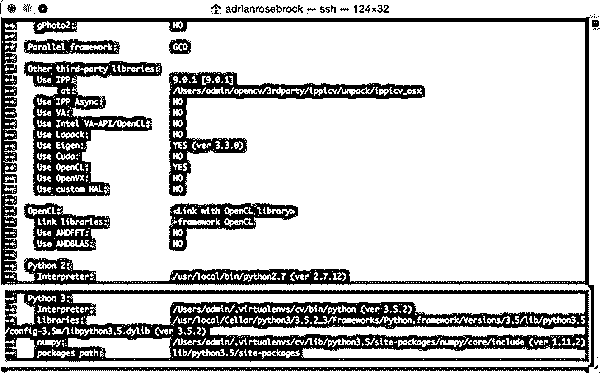 adrianrosebrock — ssh — 124×32
gPhoto2: NO
Parallel framework: GCD
Other third-party libraries:
Use IPP: 9.0.1 [9.0.1]
at: /Users/admin/opencv/3rdparty/ippicv/unpack/ippicv_osx
Use IPP Async: NO
Use VA: NO
Use Intel VA-API/OpenCL: NO
Use Lapack: NO
Use Eigen: YES (ver 3.3.0)
Use Cuda: NO
Use OpenCL: YES
Use OpenVX: NO
Use custom HAL: NO
OpenCL: <Link with OpenCL library>
Link libraries: -framework OpenCL
Use AMDFFT: NO
Use AMDBLAS: NO
Python 2:
Interpreter: /usr/local/bin/python2.7 (ver 2.7.12)
Python 3:
Interpreter: /Users/admin/.virtualenvs/cv/bin/python (ver 3.5.2)
Libraries: /usr/local/Cellar/python3/3.5.2_3/Frameworks/Python.framework/Versions/3.5/lib/python3.5
/config-3.5m/libpython3.5.dylib (ver 3.5.2)
numpy: /Users/admin/.virtualenvs/cv/lib/python3.5/site-packages/numpy/core/include (ver 1.11.2)
packages path: lib/python3.5/site-packages